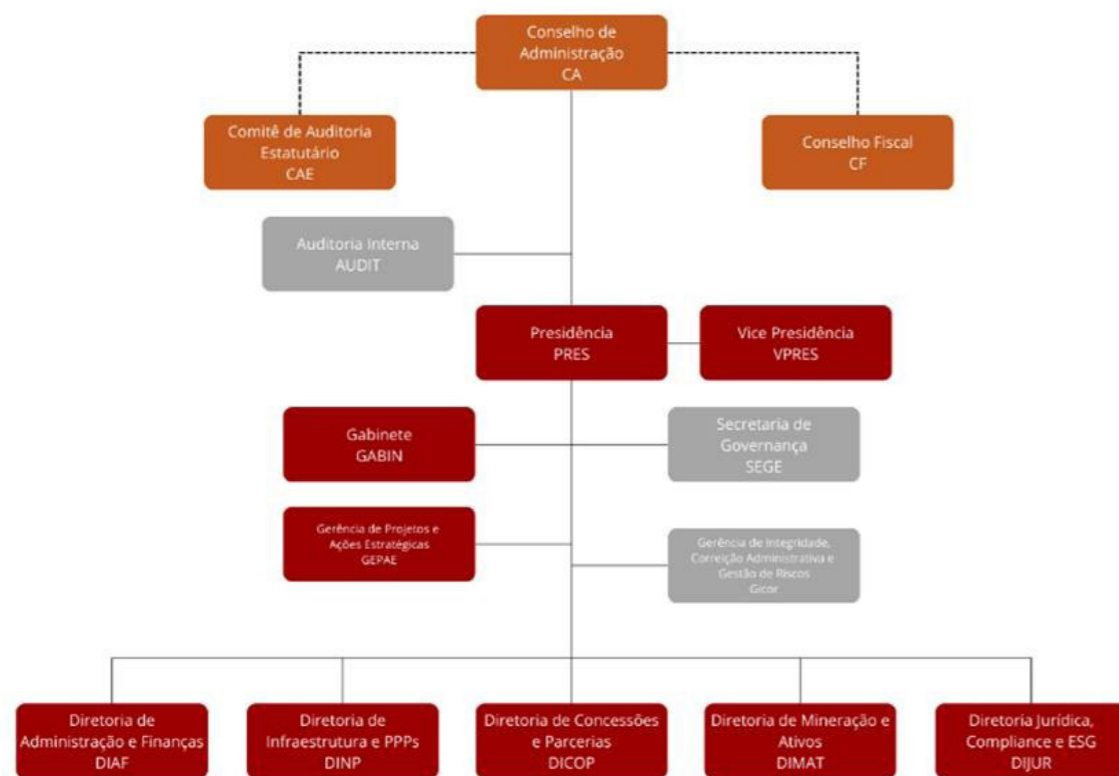 Conselho de
Administração
CA
Comitê de Auditoria
Estatutário
CAE
Conselho Fiscal
CF
Auditoria Interna
AUDIT
Presidência
PRES
Vice Presidência
VPRES
Gabinete
GABIN
Secretaria de
Governança
SEGE
Gerência de Projetos e
Ações Estratégicas
GEPAE
Gerência de Integridade,
Correição Administrativa e
Gestão de Riscos
Gicor
Diretoria de
Administração e Finanças
DIAF
Diretoria de
Infraestrutura e PPPs
DINP
Diretoria de Concessões
e Parcerias
DICOP
Diretoria de Mineração e
Ativos
DIMAT
Diretoria Jurídica,
Compliance e ESG
DIJUR